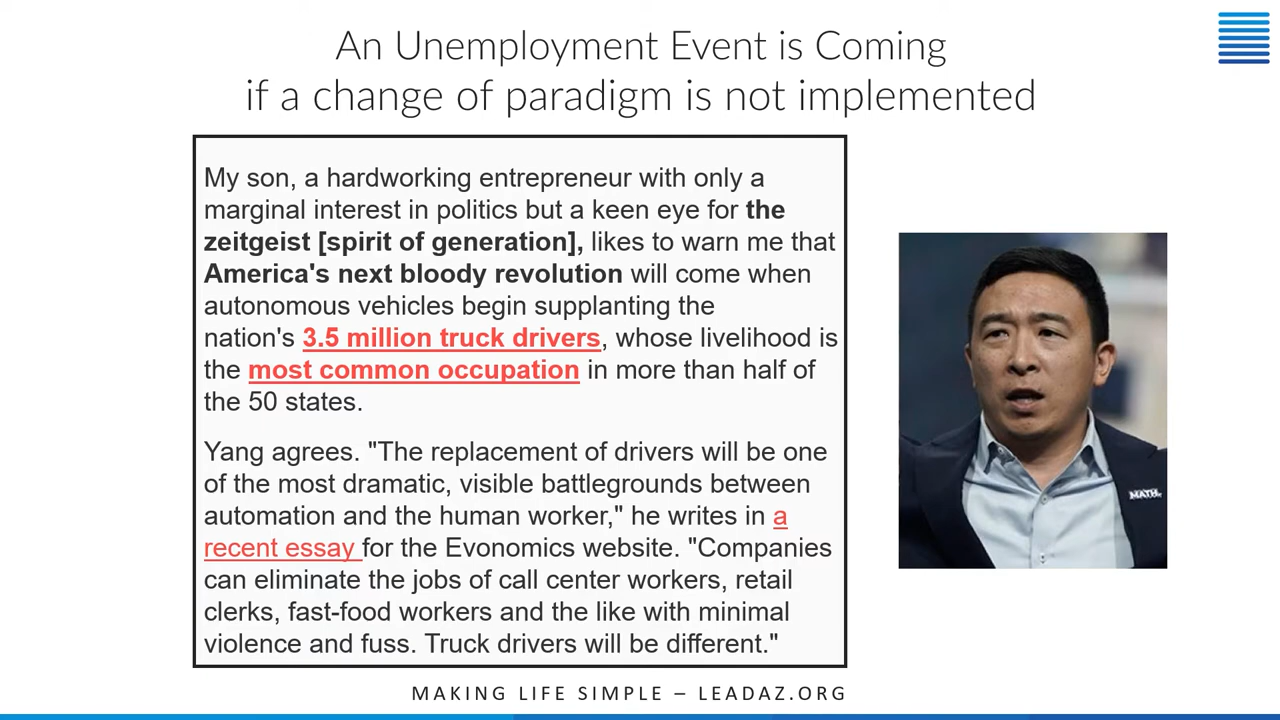 An Unemployment Event is Coming
if a change of paradigm is not implemented
My son, a hardworking entrepreneur with only a
marginal interest in politics but a keen eye for the
zeitgeist [spirit of generation], likes to warn me that
America's next bloody revolution will come when
autonomous vehicles begin supplanting the
nation's 3.5 million truck drivers, whose livelihood is
the most common occupation in more than half of
the 50 states.
Yang agrees. "The replacement of drivers will be one
of the most dramatic, visible battlegrounds between
automation and the human worker," he writes in a
recent essay for the Evonomics website. "Companies
can eliminate the jobs of call center workers, retail
clerks, fast-food workers and the like with minimal
violence and fuss. Truck drivers will be different."
MATH
MAKING LIFE SIMPLE – LEADAZ.ORG